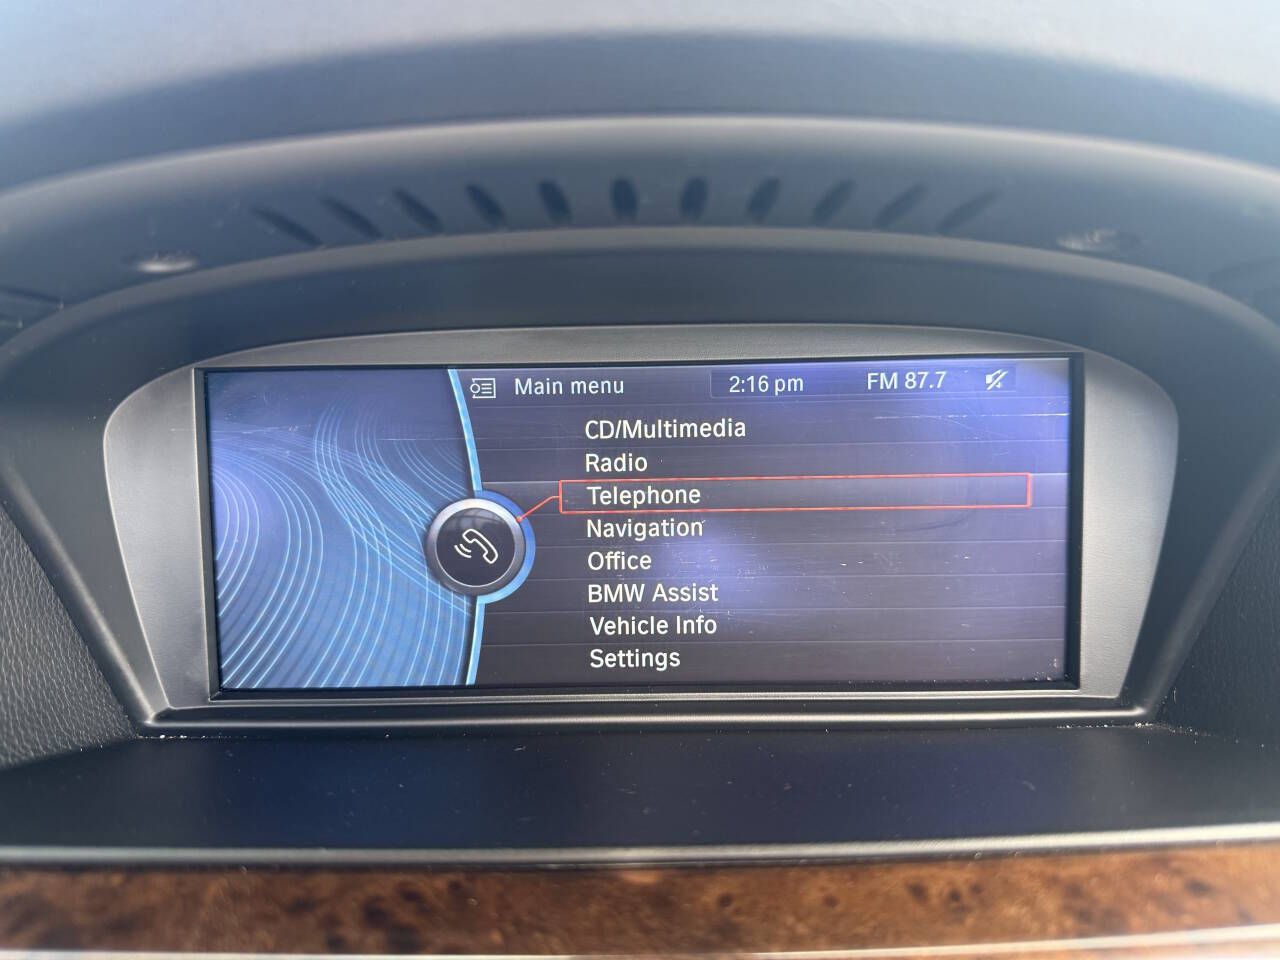 Main menu 2:16 pm FM 87.7
CD/Multimedia
Radio
Telephone
Navigation
Office
BMW Assist
Vehicle Info
Settings